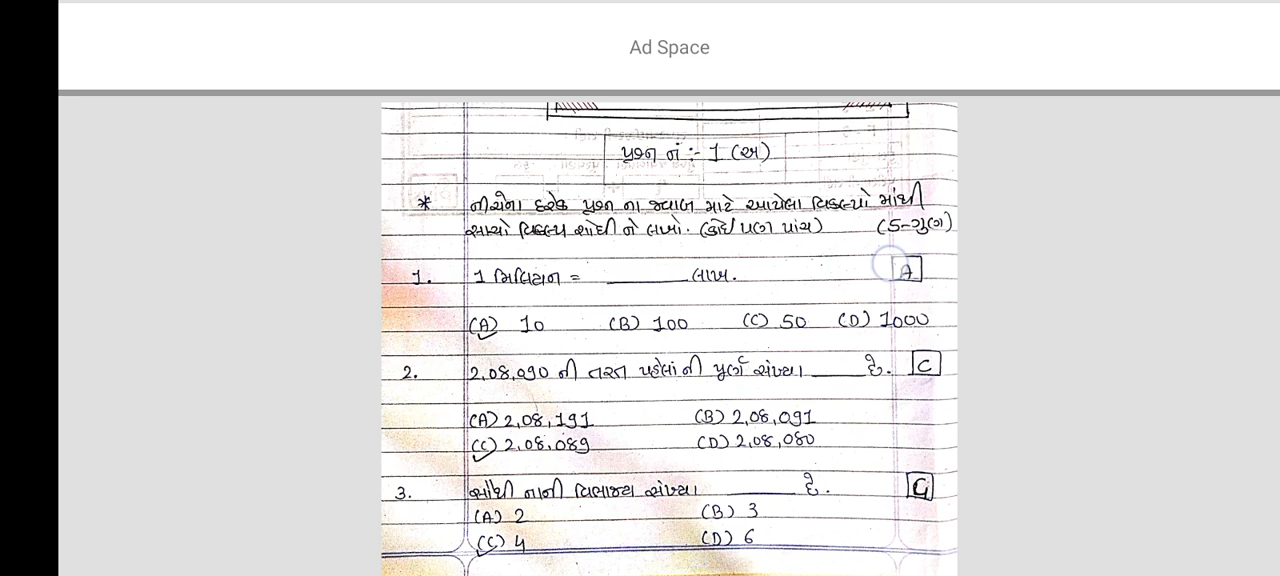 Ad Space
પ્રશ્ન નં :- 1 (અ)
* નીચેના દરેક પ્રશ્ન ના જવાબ માટે આપેલા વિકલ્પો માંથી
સાચો વિકલ્પ શોધી ને લખો. (કોઈ પણ પાંચ) (5-ગુણ)
1. 1 મિલિયન = ______ લાખ. A
(A) 10 (B) 100 (C) 50 (D) 1000
2. 2,08,090 ની તરત પહેલાં ની પૂર્ણ સંખ્યા ______ છે. C
(A) 2,08,191 (B) 2,08,091
(C) 2,08,089 (D) 2,08,080
3. સૌથી નાની વિભાજ્ય સંખ્યા ______ છે. C
(A) 2 (B) 3
(C) 4 (D) 6